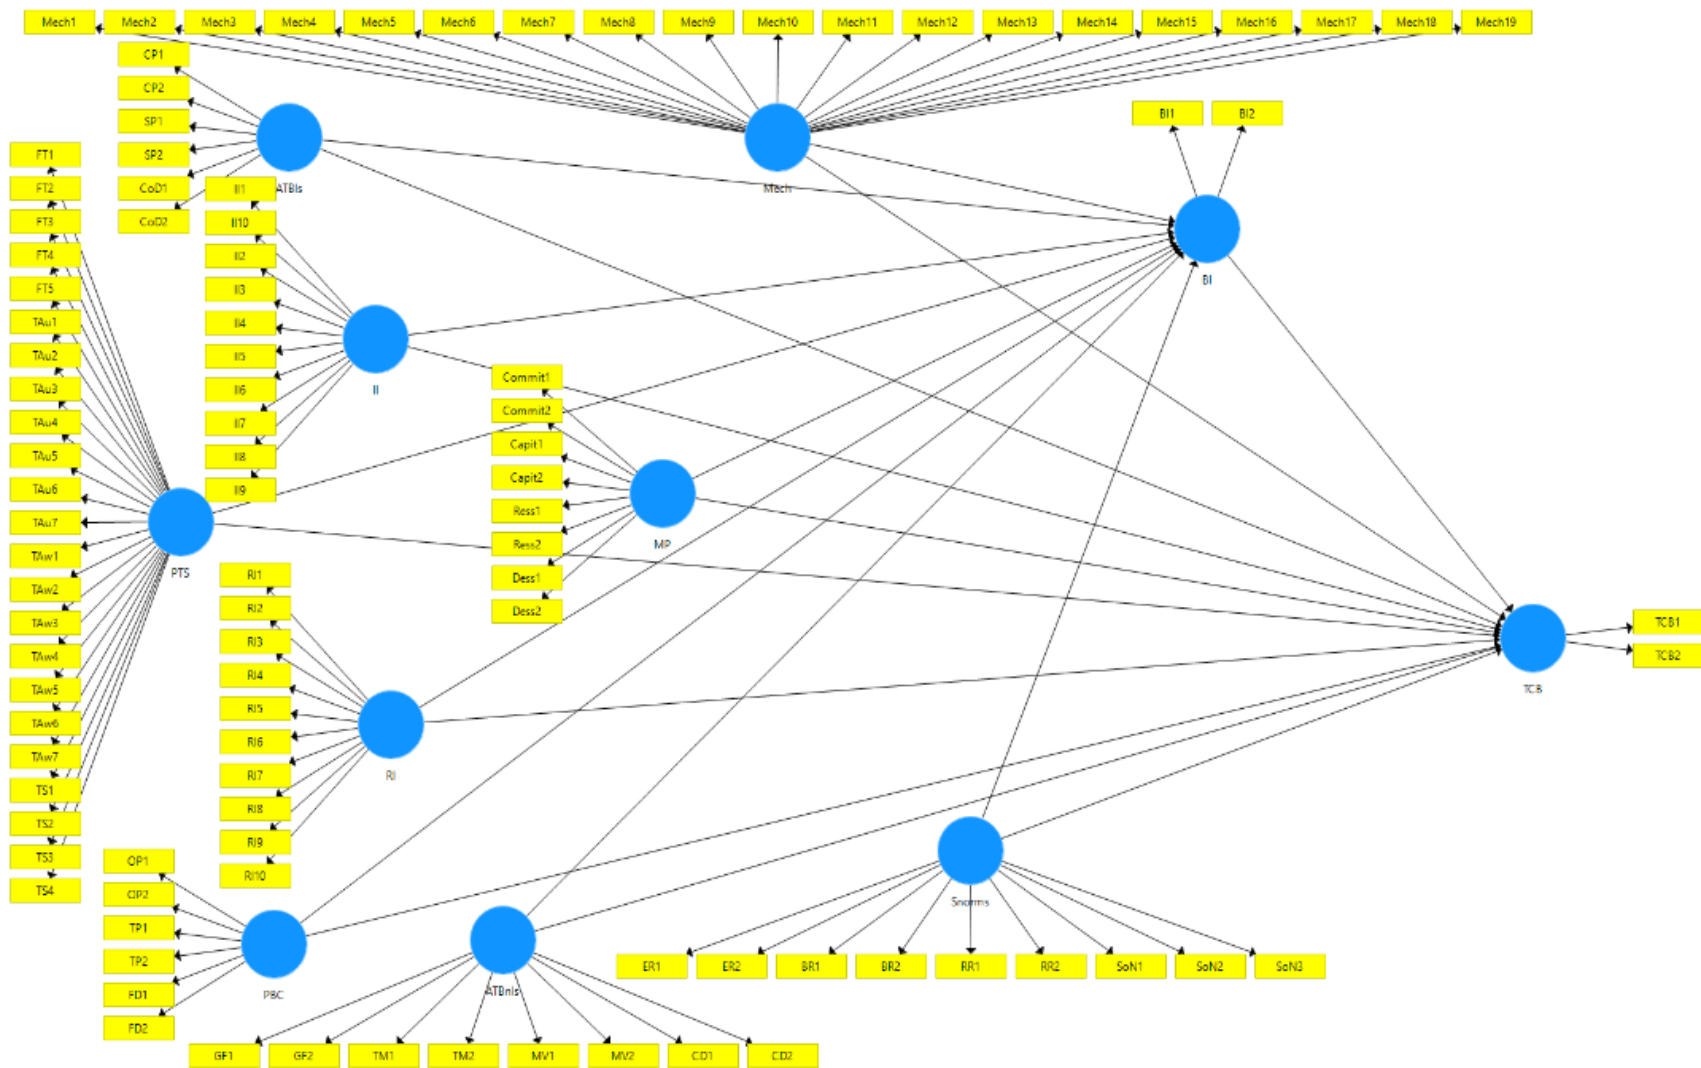 Mech1
Mech2
Mech3
Mech4
Mech5
Mech6
Mech7
Mech8
Mech9
Mech10
Mech11
Mech12
Mech13
Mech14
Mech15
Mech16
Mech17
Mech18
Mech19
CP1
CP2
SP1
SP2
CoD1
CoD2
ATBIs
Mech
BI1
BI2
BI
FT1
FT2
FT3
FT4
FT5
TAu1
TAu2
TAu3
TAu4
TAu5
TAu6
TAu7
TAw1
TAw2
TAw3
TAw4
TAw5
TAw6
TAw7
TS1
TS2
TS3
TS4
PTS
II1
II10
II2
II3
II4
II5
II6
II7
II8
II9
II
Commit1
Commit2
Capit1
Capit2
Ress1
Ress2
Dess1
Dess2
MP
RI1
RI2
RI3
RI4
RI5
RI6
RI7
RI8
RI9
RI10
RI
TCB1
TCB2
TCB
OP1
OP2
TP1
TP2
FD1
FD2
PBC
ATBnIs
GF1
GF2
TM1
TM2
MV1
MV2
CD1
CD2
Snorms
ER1
ER2
BR1
BR2
RR1
RR2
SoN1
SoN2
SoN3